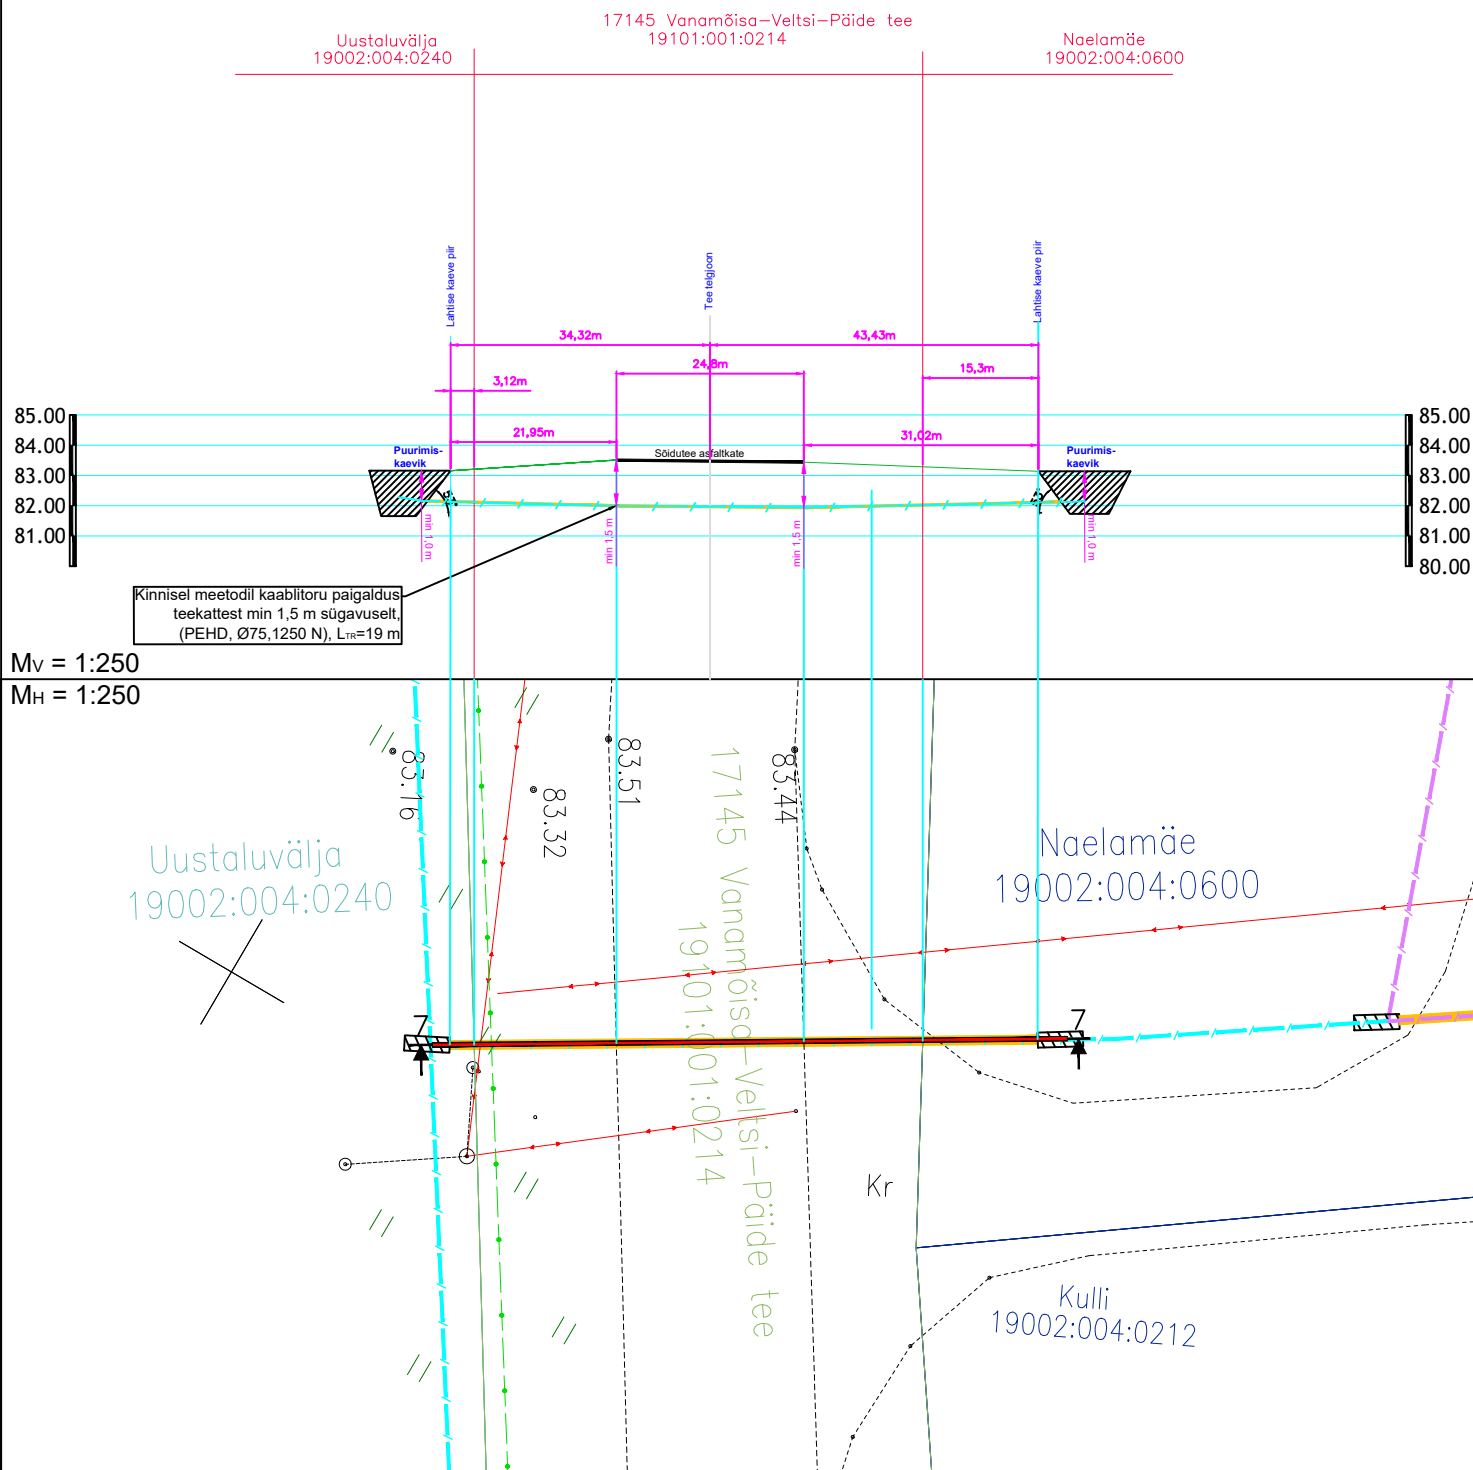 17145 Vanamõisa-Veltsi-Päide tee
19101:001:0214
Uustaluvälja
19002:004:0240
Naelamäe
19002:004:0600
Lahtise kaeve piir
Tee telgjoon
Lahtise kaeve piir
34,32m
43,43m
24,8m
15,3m
3,12m
21,95m
31,02m
85.00
84.00
83.00
82.00
81.00
85.00
84.00
83.00
82.00
81.00
80.00
Puurimis-
kaevik
Sõidutee asfaltkate
Puurimis-
kaevik
min 1,0 m
min 1,5 m
min 1,5 m
min 1,0 m
Kinnisel meetodil kaablitoru paigaldus
teekattest min 1,5 m sügavuselt,
(PEHD, Ø75,1250 N), LTR=19 m
MV = 1:250
MH = 1:250
83.16
83.32
83.51
83.44
Uustaluvälja
19002:004:0240
17145 Vanamõisa-Veltsi-Päide tee
19101:001:0214
Naelamäe
19002:004:0600
7
7
Kr
Kulli
19002:004:0212